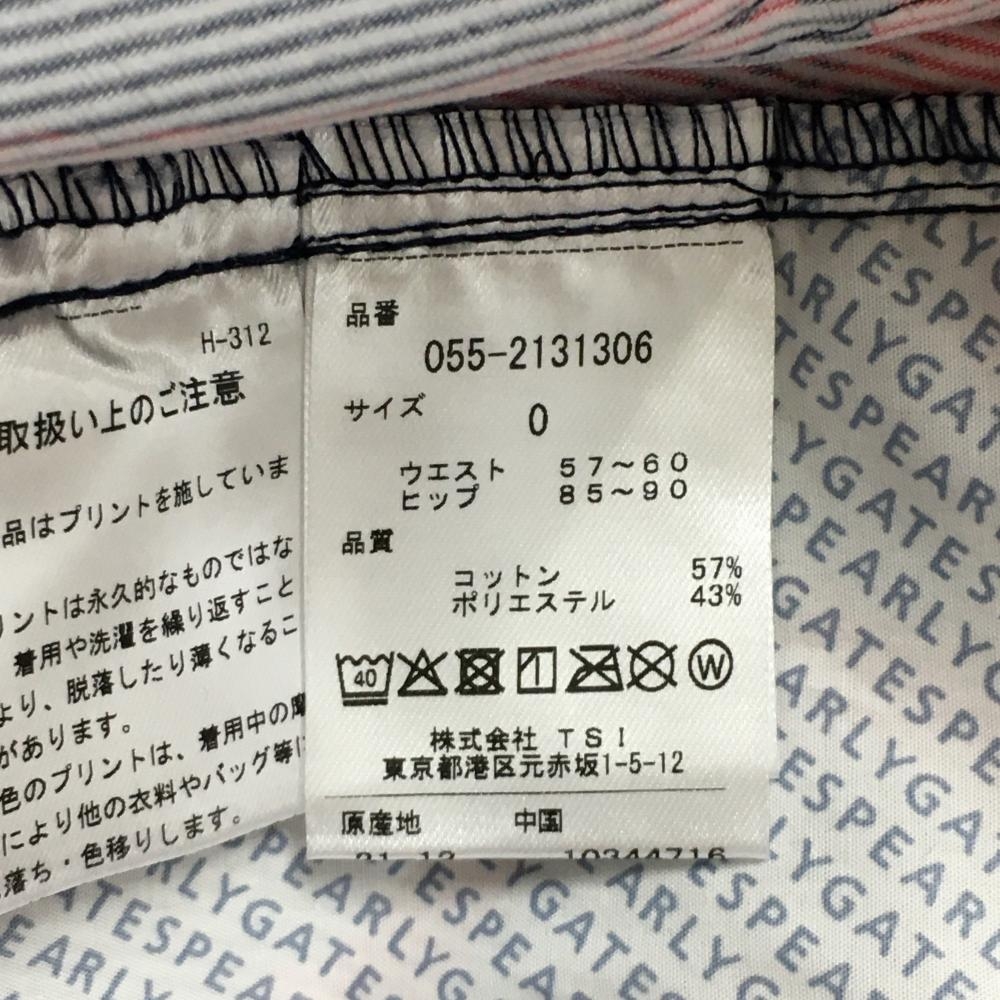 H-312
取扱い上のご注意
品はプリントを施していま
リントは永久的なものではな
着用や洗濯を繰り返すこと
より、脱落したり薄くなるこ
があります。
色のプリントは、着用中の摩
により他の衣料やバッグ等に
落ち・色移りします。
品番
055-2131306
サイズ
0
ウエスト 57～60
ヒップ 85～90
品質
コットン 57%
ポリエステル 43%
40
W
株式会社 TSI
東京都港区元赤坂1-5-12
原産地 中国
21.12 10344716
PEARLYGATES